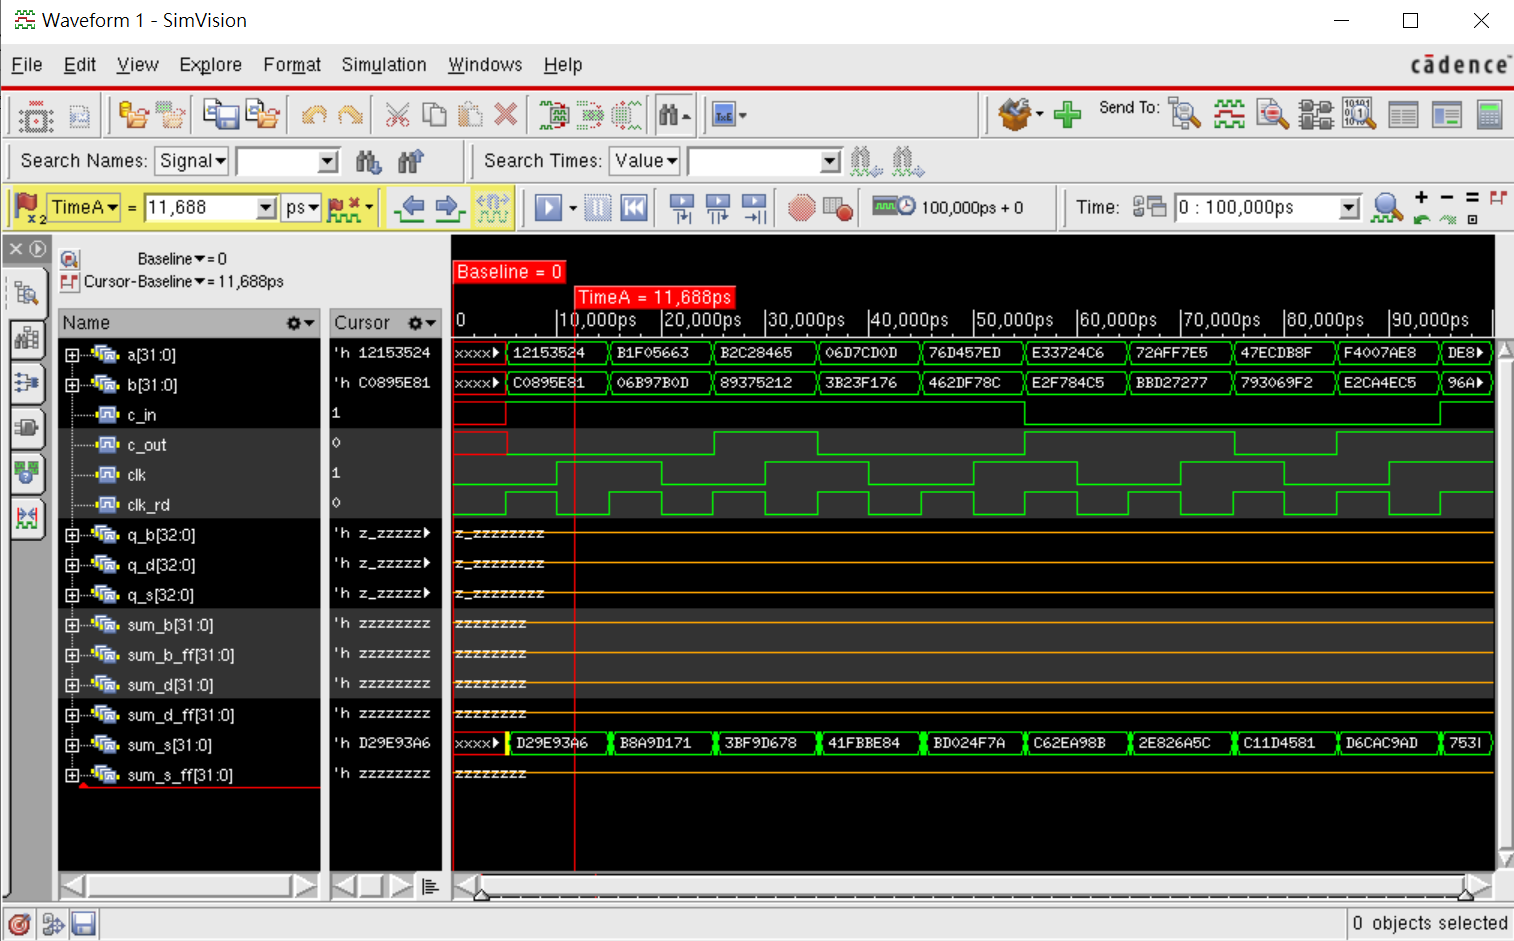 Waveform 1 - SimVision
File Edit View Explore Format Simulation Windows Help cādence
Send To:
Search Names: Signal Search Times: Value
x2 TimeA = 11,688 ps 100,000ps + 0 Time: 0 : 100,000ps
Baseline = 0
Cursor-Baseline = 11,688ps
Baseline = 0
TimeA = 11,688ps
Name Cursor 0 10,000ps 20,000ps 30,000ps 40,000ps 50,000ps 60,000ps 70,000ps 80,000ps 90,000ps
a[31:0] 'h 12153524 xxxx 12153524 B1F05663 B2C28465 06D7CD0D 76D457ED E33724C6 72AFF7E5 47ECDB8F F4007AE8 DE8
b[31:0] 'h C0895E81 xxxx C0895E81 06B97B0D 89375212 3B23F176 462DF78C E2F784C5 BBD27277 793069F2 E2CA4EC5 96A
c_in 1
c_out 0
clk 1
clk_rd 0
q_b[32:0] 'h z_zzzzz z_zzzzzzzz
q_d[32:0] 'h z_zzzzz z_zzzzzzzz
q_s[32:0] 'h z_zzzzz z_zzzzzzzz
sum_b[31:0] 'h zzzzzzzz zzzzzzzz
sum_b_ff[31:0] 'h zzzzzzzz zzzzzzzz
sum_d[31:0] 'h zzzzzzzz zzzzzzzz
sum_d_ff[31:0] 'h zzzzzzzz zzzzzzzz
sum_s[31:0] 'h D29E93A6 xxxx D29E93A6 B8A9D171 3BF9D678 41FBBE84 BD024F7A C62EA98B 2E826A5C C11D4581 D6CAC9AD
sum_s_ff[31:0] 'h zzzzzzzz zzzzzzzz
0 objects selected